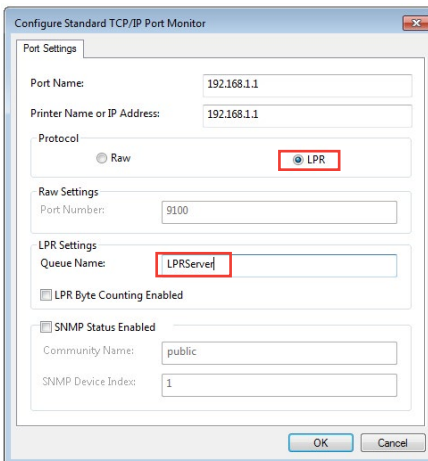 Configure Standard TCP/IP Port Monitor
Port Settings
Port Name: 192.168.1.1
Printer Name or IP Address: 192.168.1.1
Protocol
Raw LPR
Raw Settings
Port Number: 9100
LPR Settings
Queue Name: LPRServer
LPR Byte Counting Enabled
SNMP Status Enabled
Community Name: public
SNMP Device Index: 1
OK Cancel